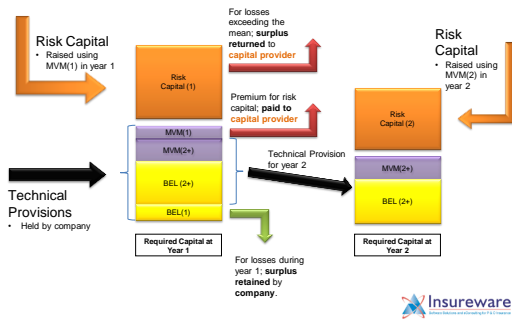 For losses
exceeding the
mean; surplus
returned to
capital provider
Risk Capital
• Raised using
MVM(1) in year 1
Risk
Capital
• Raised using
MVM(2) in
year 2
Risk
Capital (1)
Premium for risk
capital; paid to
capital provider
Risk
Capital (2)
MVM(1)
MVM(2+)
BEL (2+)
BEL(1)
Technical Provision
for year 2
MVM(2+)
BEL (2+)
Technical
Provisions
• Held by company
Required Capital at
Year 1
Required Capital at
Year 2
For losses during
year 1; surplus
retained by
company.
Insureware